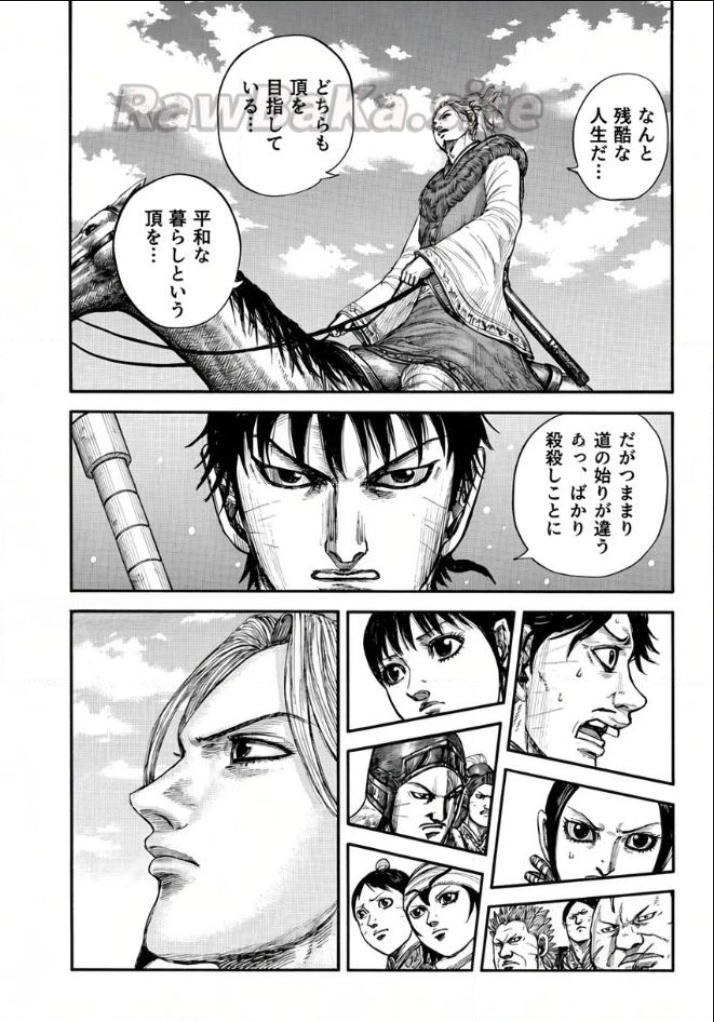 RawDaKa.site
なんと
残酷な
人生だ…
どちらも
頂を
目指して
いる…
平和な
暮らしという
頂を…
だがつままり
道の始りが違う
あっ、ばかり
殺殺しことに